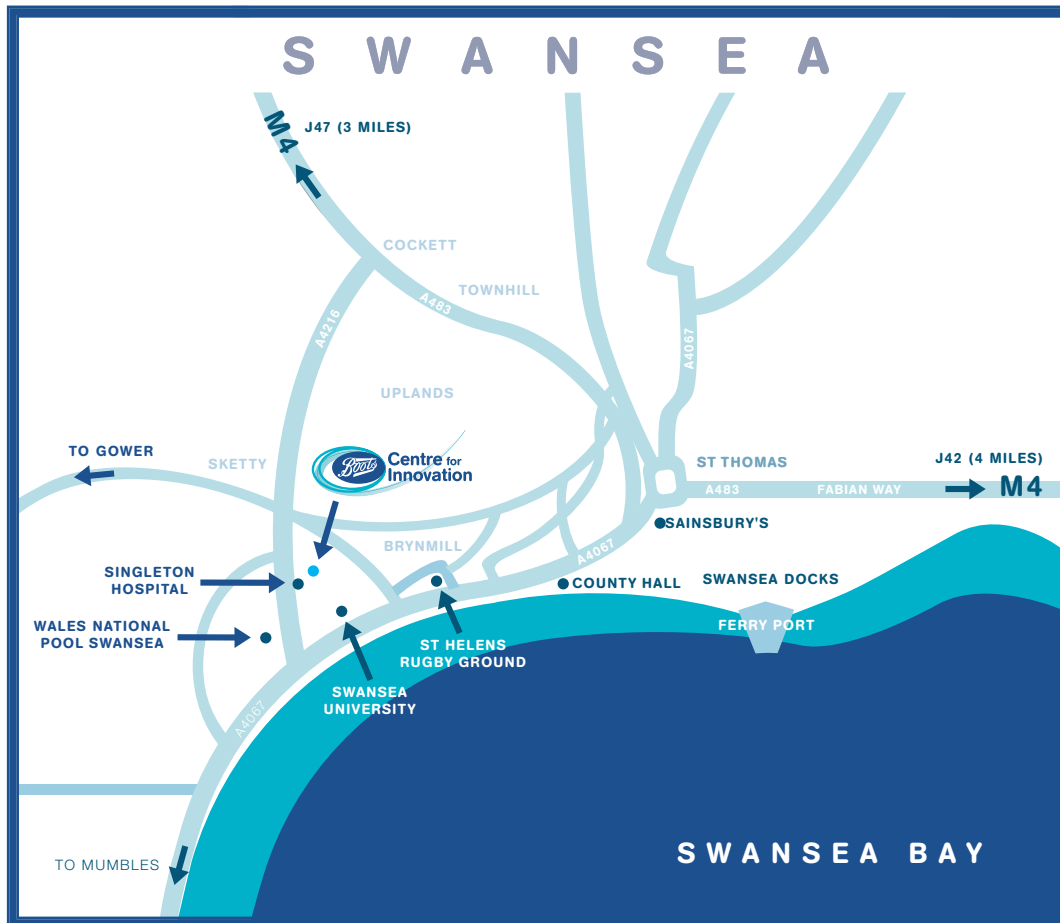 SWANSEA
M4
J47 (3 MILES)
COCKETT
TOWNHILL
A483
A4216
A4067
UPLANDS
TO GOWER
SKETTY
Boots
Centre for
Innovation
ST THOMAS
J42 (4 MILES)
A483
FABIAN WAY
M4
SAINSBURY'S
BRYNMILL
A4067
SINGLETON
HOSPITAL
COUNTY HALL
SWANSEA DOCKS
WALES NATIONAL
POOL SWANSEA
FERRY PORT
ST HELENS
RUGBY GROUND
SWANSEA
UNIVERSITY
A4067
TO MUMBLES
SWANSEA BAY